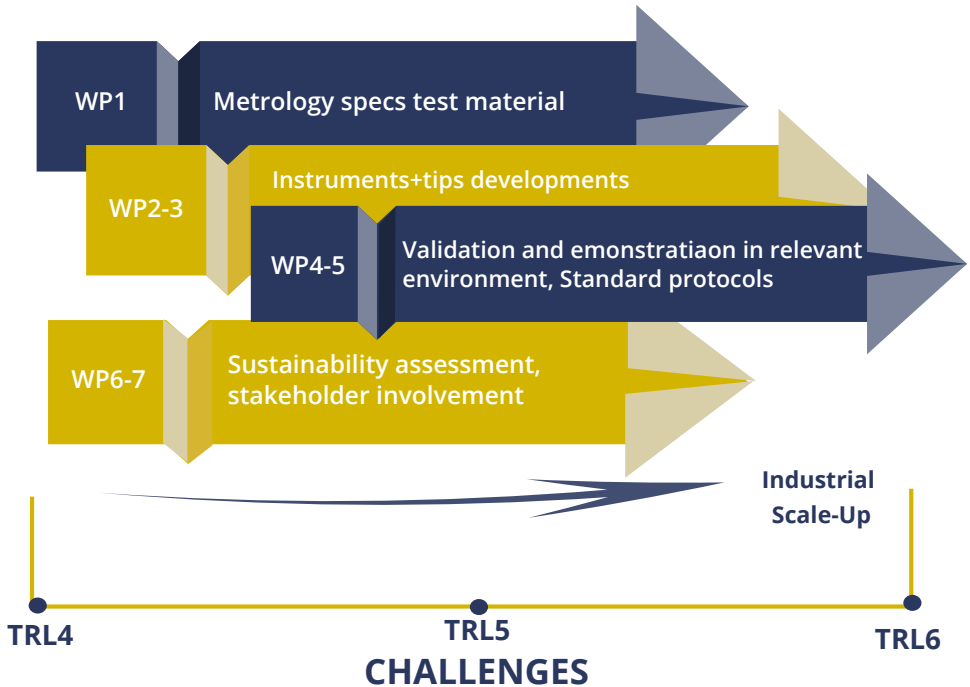 WP1
Metrology specs test material
WP2-3
Instruments+tips developments
WP4-5
Validation and emonstratiaon in relevant
environment, Standard protocols
WP6-7
Sustainability assessment,
stakeholder involvement
Industrial
Scale-Up
TRL4
TRL5
TRL6
CHALLENGES